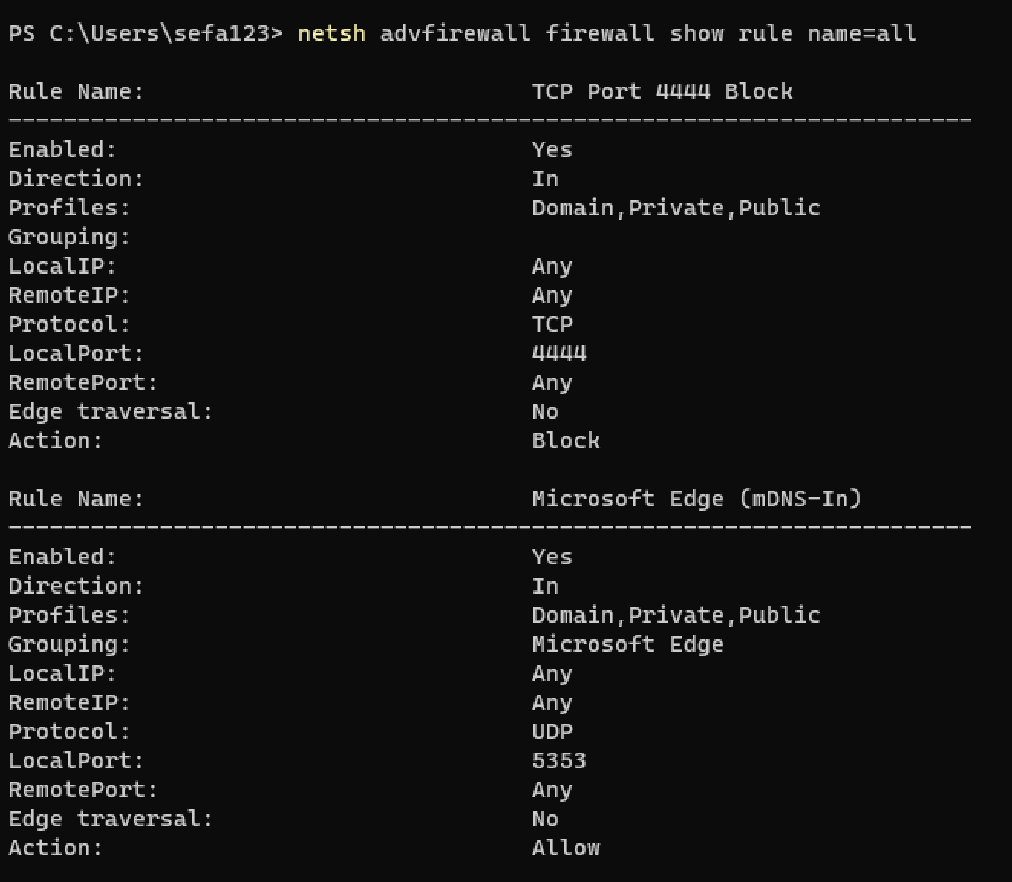 PS C:\Users\sefa123> netsh advfirewall firewall show rule name=all
Rule Name: TCP Port 4444 Block
----------------------------------------------------------------------
Enabled: Yes
Direction: In
Profiles: Domain,Private,Public
Grouping:
LocalIP: Any
RemoteIP: Any
Protocol: TCP
LocalPort: 4444
RemotePort: Any
Edge traversal: No
Action: Block
Rule Name: Microsoft Edge (mDNS-In)
----------------------------------------------------------------------
Enabled: Yes
Direction: In
Profiles: Domain,Private,Public
Grouping: Microsoft Edge
LocalIP: Any
RemoteIP: Any
Protocol: UDP
LocalPort: 5353
RemotePort: Any
Edge traversal: No
Action: Allow